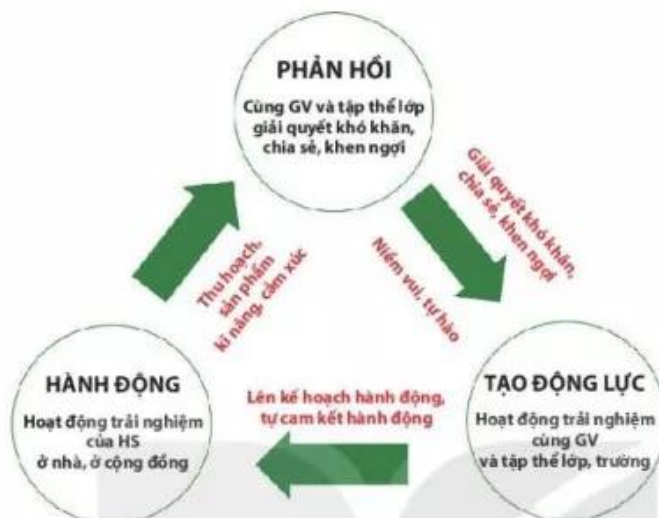 PHẢN HỒI
Cùng GV và tập thể lớp
giải quyết khó khăn,
chia sẻ, khen ngợi
Giải quyết khó khăn,
chia sẻ, khen ngợi
Niềm vui, tự hào
Thu hoạch,
sản phẩm
kĩ năng, cảm xúc
HÀNH ĐỘNG
Hoạt động trải nghiệm
của HS
ở nhà, ở cộng đồng
Lên kế hoạch hành động,
tự cam kết hành động
TẠO ĐỘNG LỰC
Hoạt động trải nghiệm
cùng GV
và tập thể lớp, trường